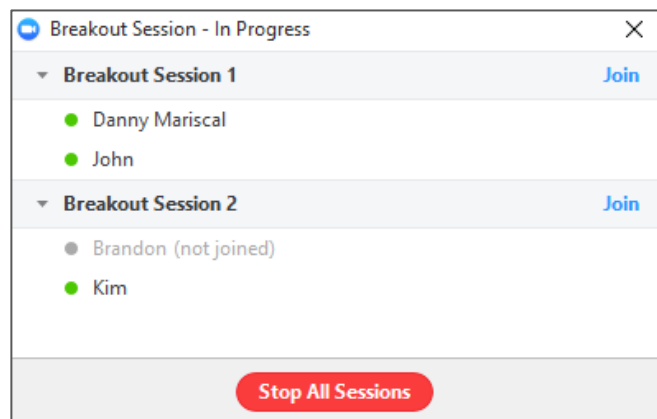 Breakout Session - In Progress
Breakout Session 1 Join
Danny Mariscal
John
Breakout Session 2 Join
Brandon (not joined)
Kim
Stop All Sessions